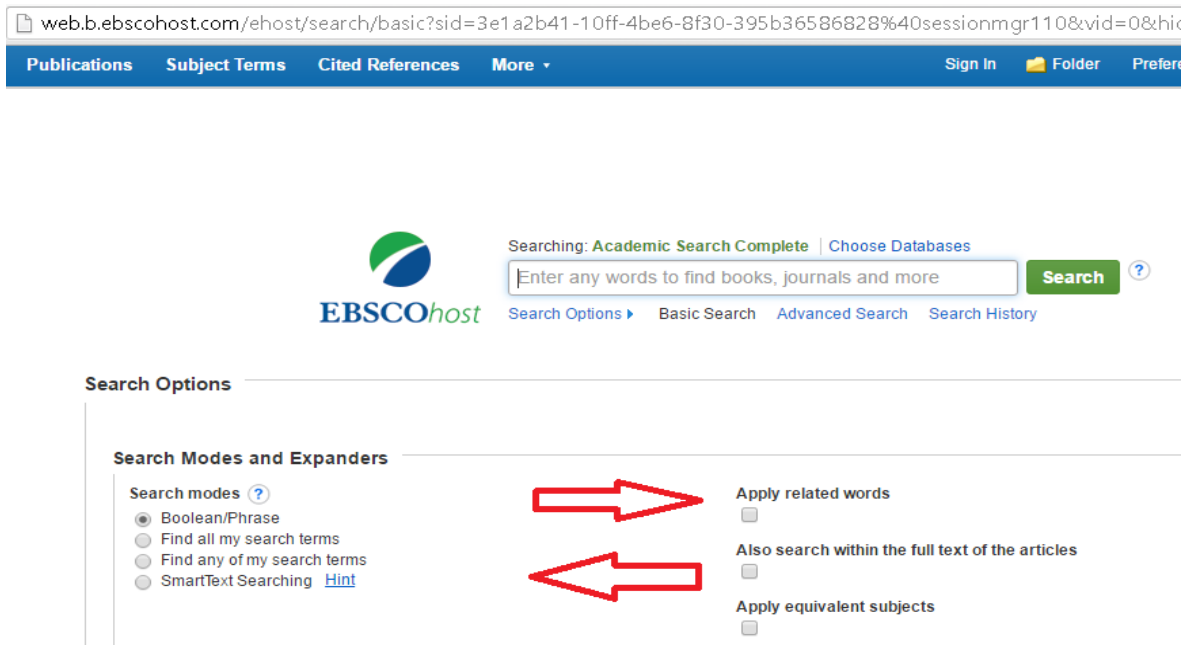 web.b.ebscohost.com/ehost/search/basic?sid=3e1a2b41-10ff-4be6-8f30-395b36586828%40sessionmgr110&vid=0&hid
Publications Subject Terms Cited References More Sign In Folder Prefere
Searching: Academic Search Complete | Choose Databases
Enter any words to find books, journals and more Search ?
EBSCOhost Search Options Basic Search Advanced Search Search History
Search Options
Search Modes and Expanders
Search modes ? Apply related words
Boolean/Phrase
Find all my search terms
Also search within the full text of the articles
Find any of my search terms
SmartText Searching Hint
Apply equivalent subjects